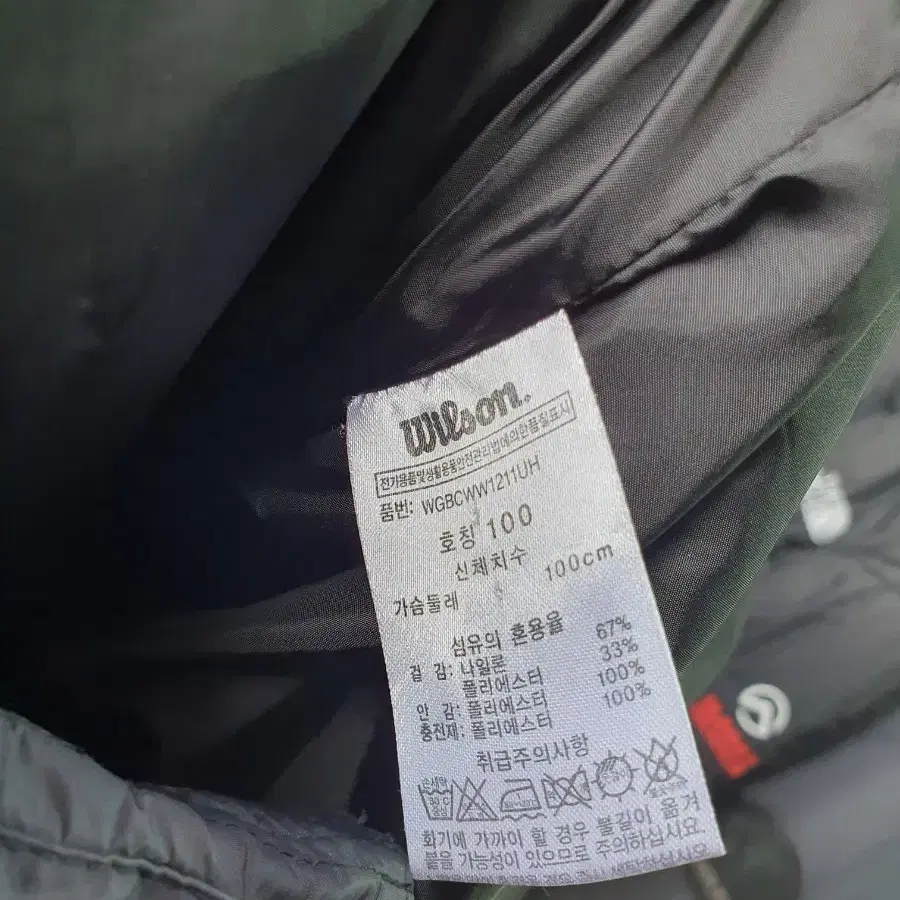 Wilson.
전기용품및생활용품안전관리법에의한품질표시
품번: WGBCWW1211UH
호칭 100
신체치수
가슴둘레 100cm
섬유의 혼용율
겉 감: 나일론 67%
폴리에스터 33%
안 감: 폴리에스터 100%
충전재: 폴리에스터 100%
취급주의사항
손세탁
화기에 가까이 할 경우 불길이 옮겨
붙을 가능성이 있으므로 주의하십시요.